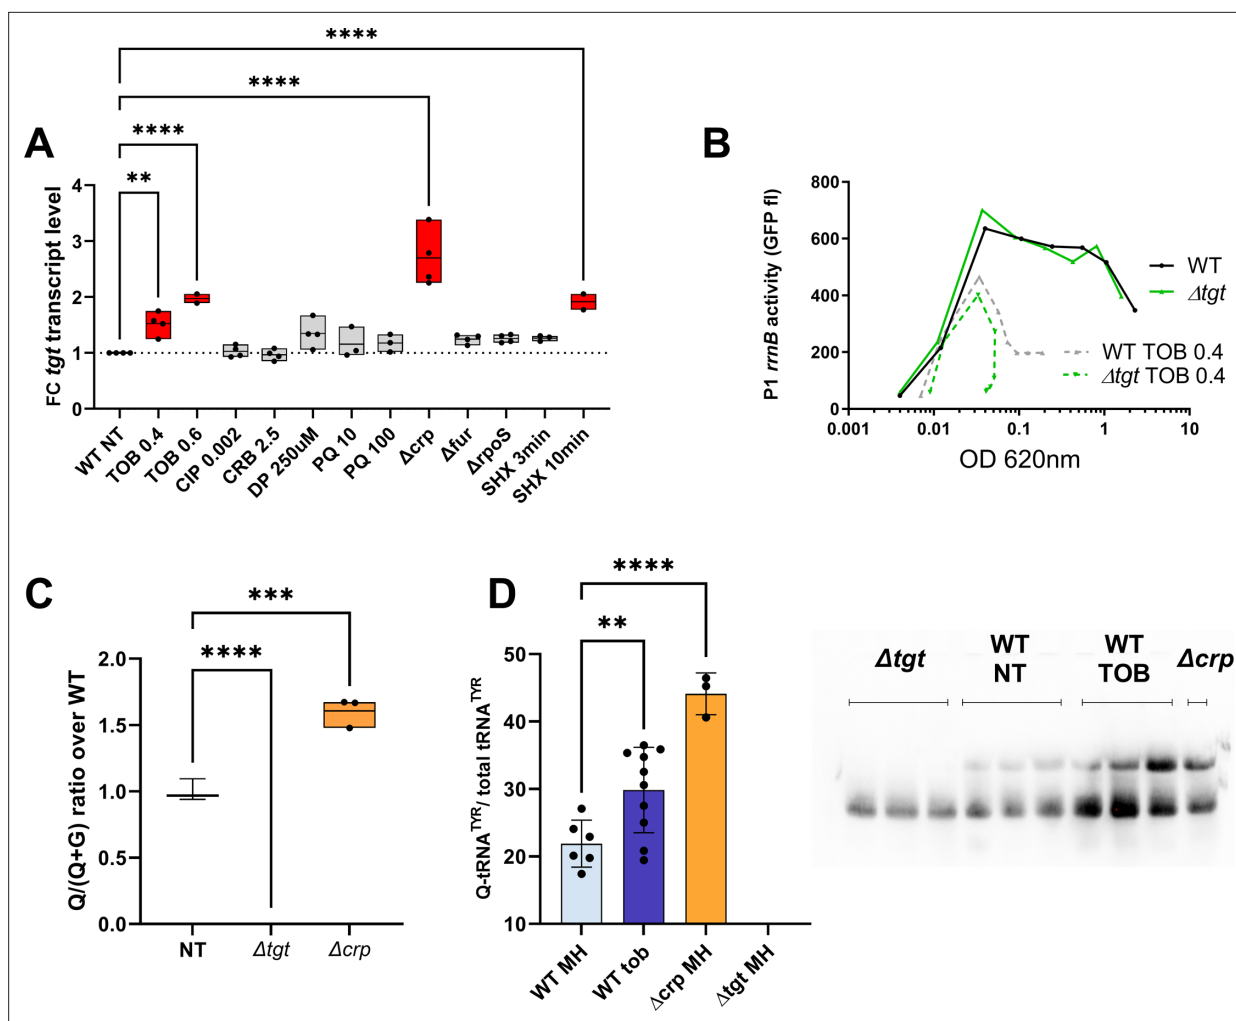 A
FC tgt transcript level
4
3
2
1
0
**
****
****
****
WT NT
TOB 0.4
TOB 0.6
CIP 0.002
CRB 2.5
DP 250uM
PQ 10
PQ 100
Δcrp
Δfur
ΔrpoS
SHX 3min
SHX 10min
B
P1 rrnB activity (GFP fl)
800
600
400
200
0
0.001
0.01
0.1
1
10
OD 620nm
WT
Δtgt
WT TOB 0.4
Δtgt TOB 0.4
C
Q/(Q+G) ratio over WT
2.0
1.5
1.0
0.5
0.0
***
****
NT
Δtgt
Δcrp
D
Q-tRNATYR/ total tRNATYR
50
40
30
20
10
****
**
WT MH
WT tob
Δcrp MH
Δtgt MH
Δtgt
WT
NT
WT
TOB
Δcrp